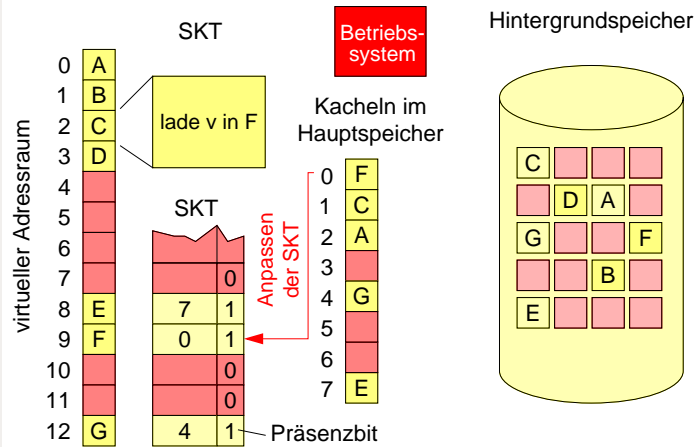 SKT
Betriebs-
system
Hintergrundspeicher
virtueller Adressraum
0 A
1 B
2 C
3 D
4
5
6
7
8 E
9 F
10
11
12 G
lade v in F
SKT
0
7 1
0 1
0
0
4 1
Präsenzbit
Anpassen
der SKT
Kacheln im
Hauptspeicher
0 F
1 C
2 A
3
4 G
5
6
7 E
C
D A
G F
B
E